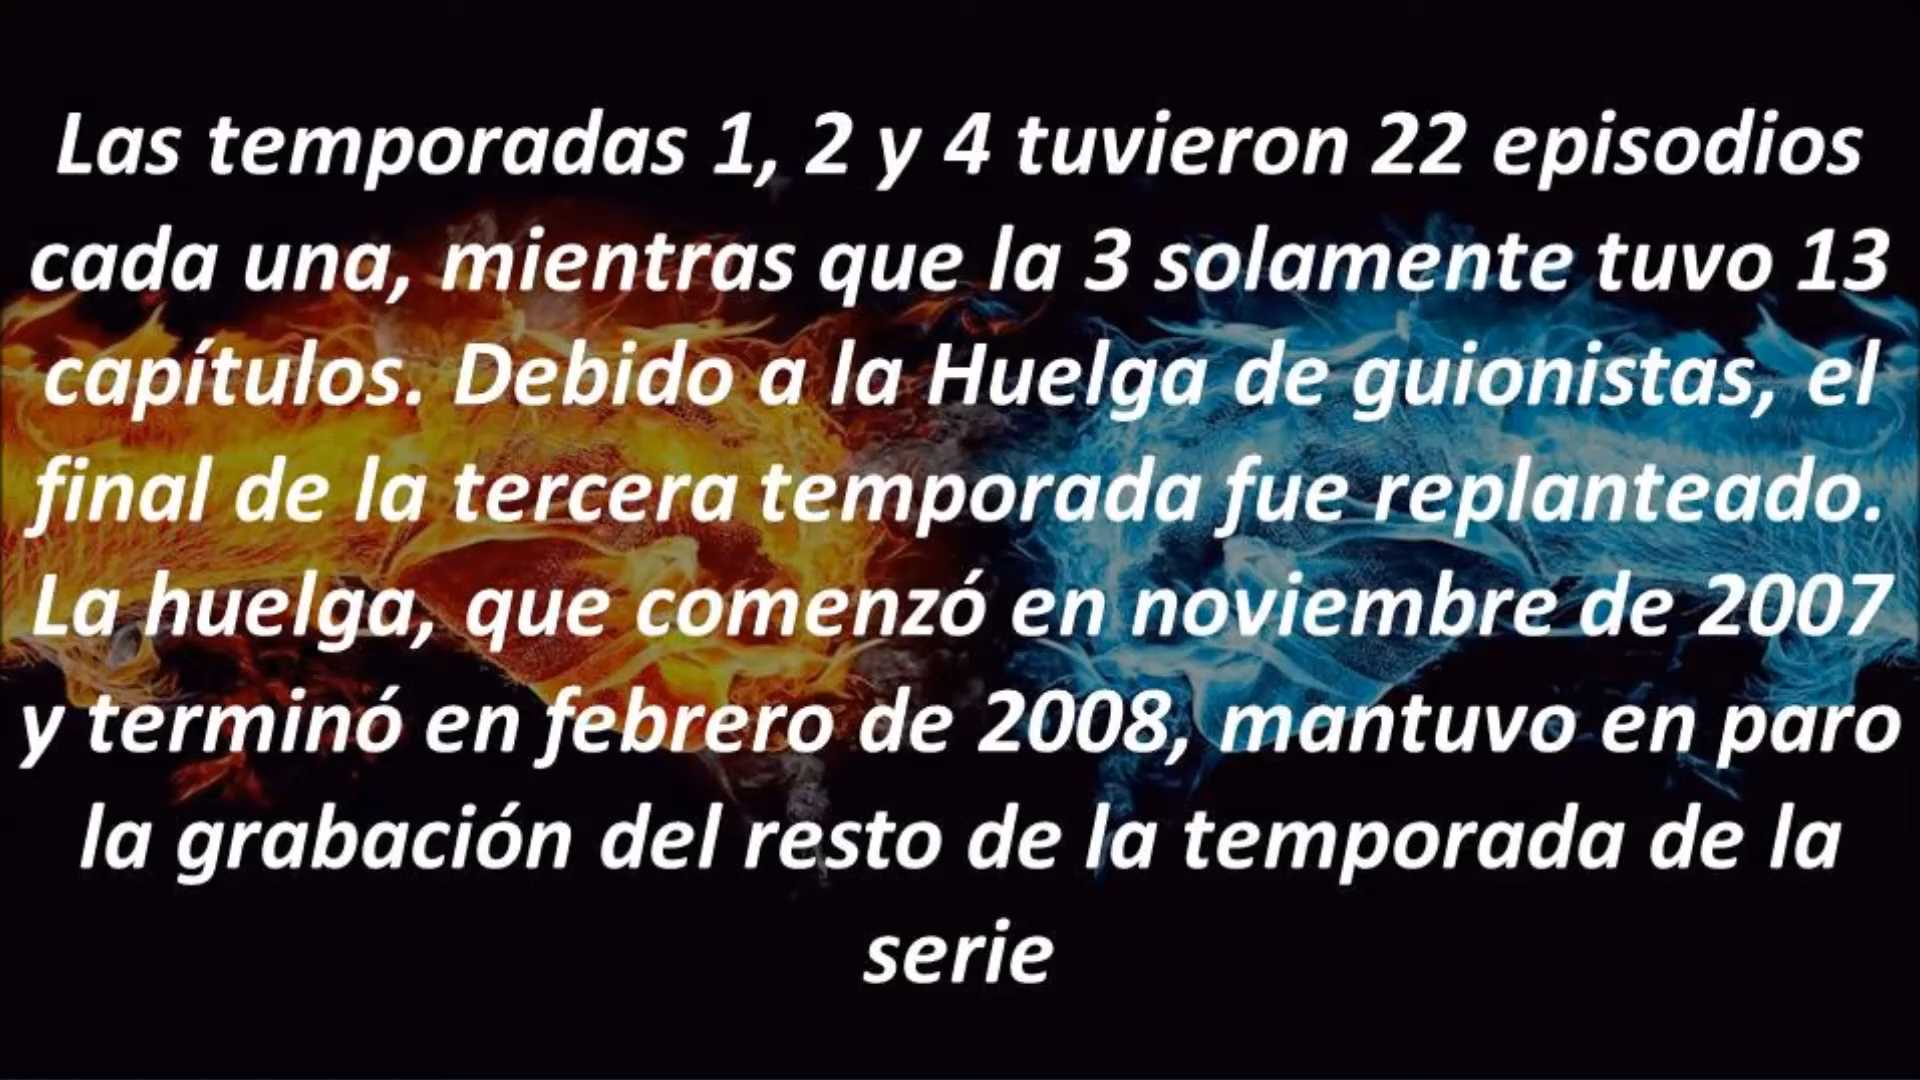 Las temporadas 1, 2 y 4 tuvieron 22 episodios
cada una, mientras que la 3 solamente tuvo 13
capítulos. Debido a la Huelga de guionistas, el
final de la tercera temporada fue replanteado.
La huelga, que comenzó en noviembre de 2007
y terminó en febrero de 2008, mantuvo en paro
la grabación del resto de la temporada de la
serie